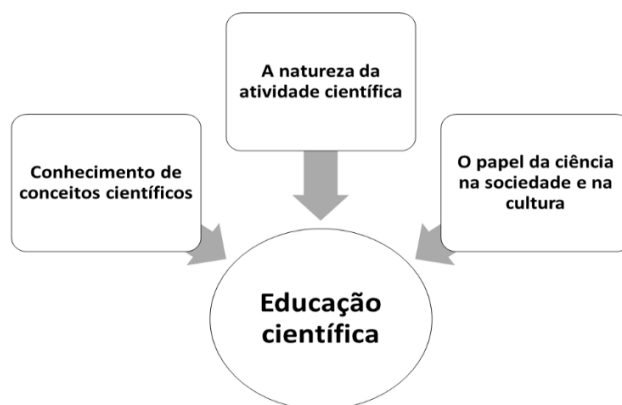 A natureza da
atividade científica
Conhecimento de
conceitos científicos
O papel da ciência
na sociedade e na
cultura
Educação
científica